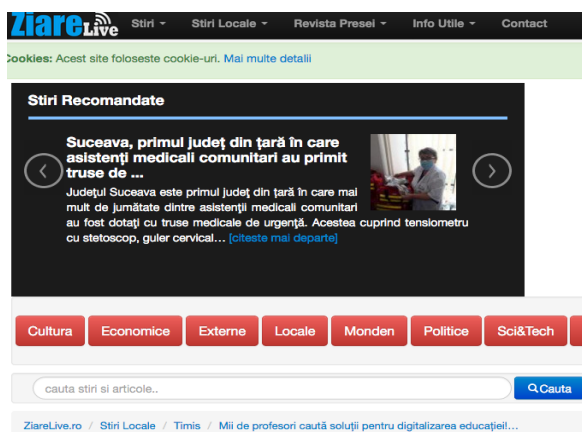 ZiareLive
Stiri Stiri Locale Revista Presei Info Utile Contact
Cookies: Acest site foloseste cookie-uri. Mai multe detalii
Stiri Recomandate
Suceava, primul județ din țară în care
asistenți medicali comunitari au primit
truse de ...
Județul Suceava este primul județ din țară în care mai
mult de jumătate dintre asistenții medicali comunitari
au fost dotați cu truse medicale de urgență. Acestea cuprind tensiometru
cu stetoscop, guler cervical... [citeste mai departe]
Cultura Economice Externe Locale Monden Politice Sci&Tech
cauta stiri si articole.. Cauta
ZiareLive.ro / Stiri Locale / Timis / Mii de profesori caută soluții pentru digitalizarea educației!...